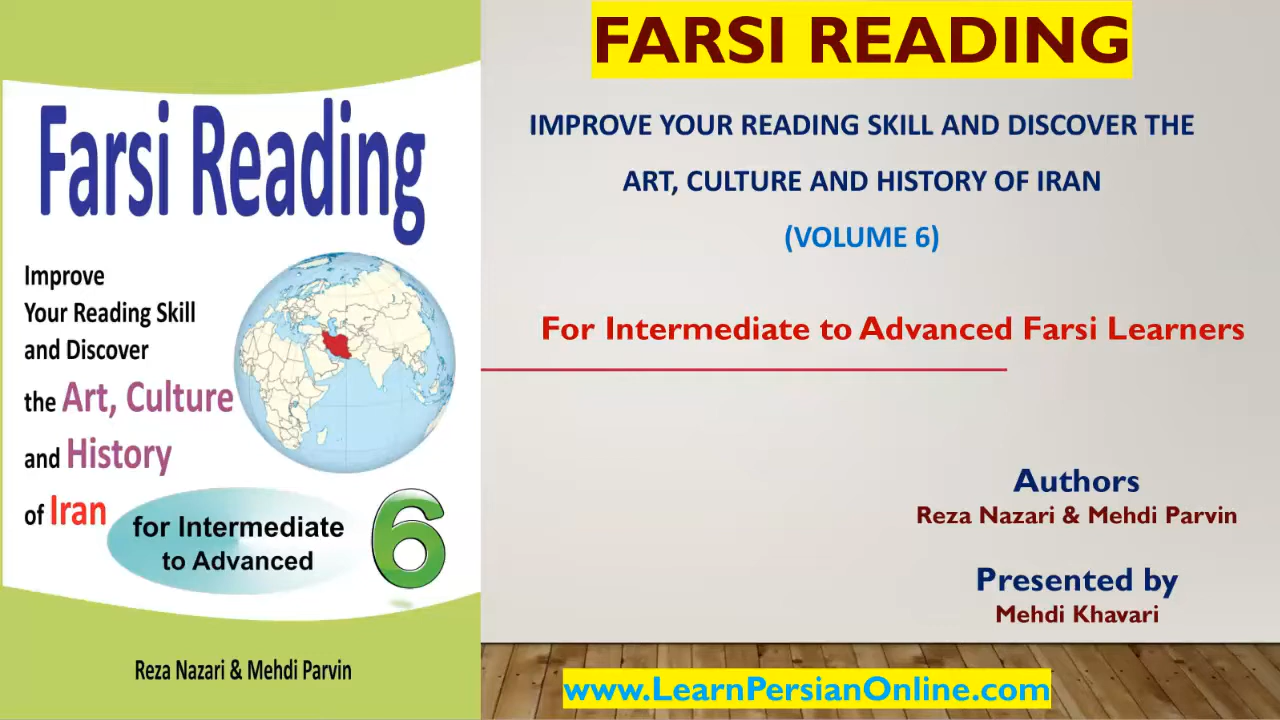 Farsi Reading
Improve
Your Reading Skill
and Discover
the Art, Culture
and History
of Iran
for Intermediate
to Advanced
6
Reza Nazari & Mehdi Parvin
FARSI READING
IMPROVE YOUR READING SKILL AND DISCOVER THE
ART, CULTURE AND HISTORY OF IRAN
(VOLUME 6)
For Intermediate to Advanced Farsi Learners
Authors
Reza Nazari & Mehdi Parvin
Presented by
Mehdi Khavari
www.LearnPersianOnline.com